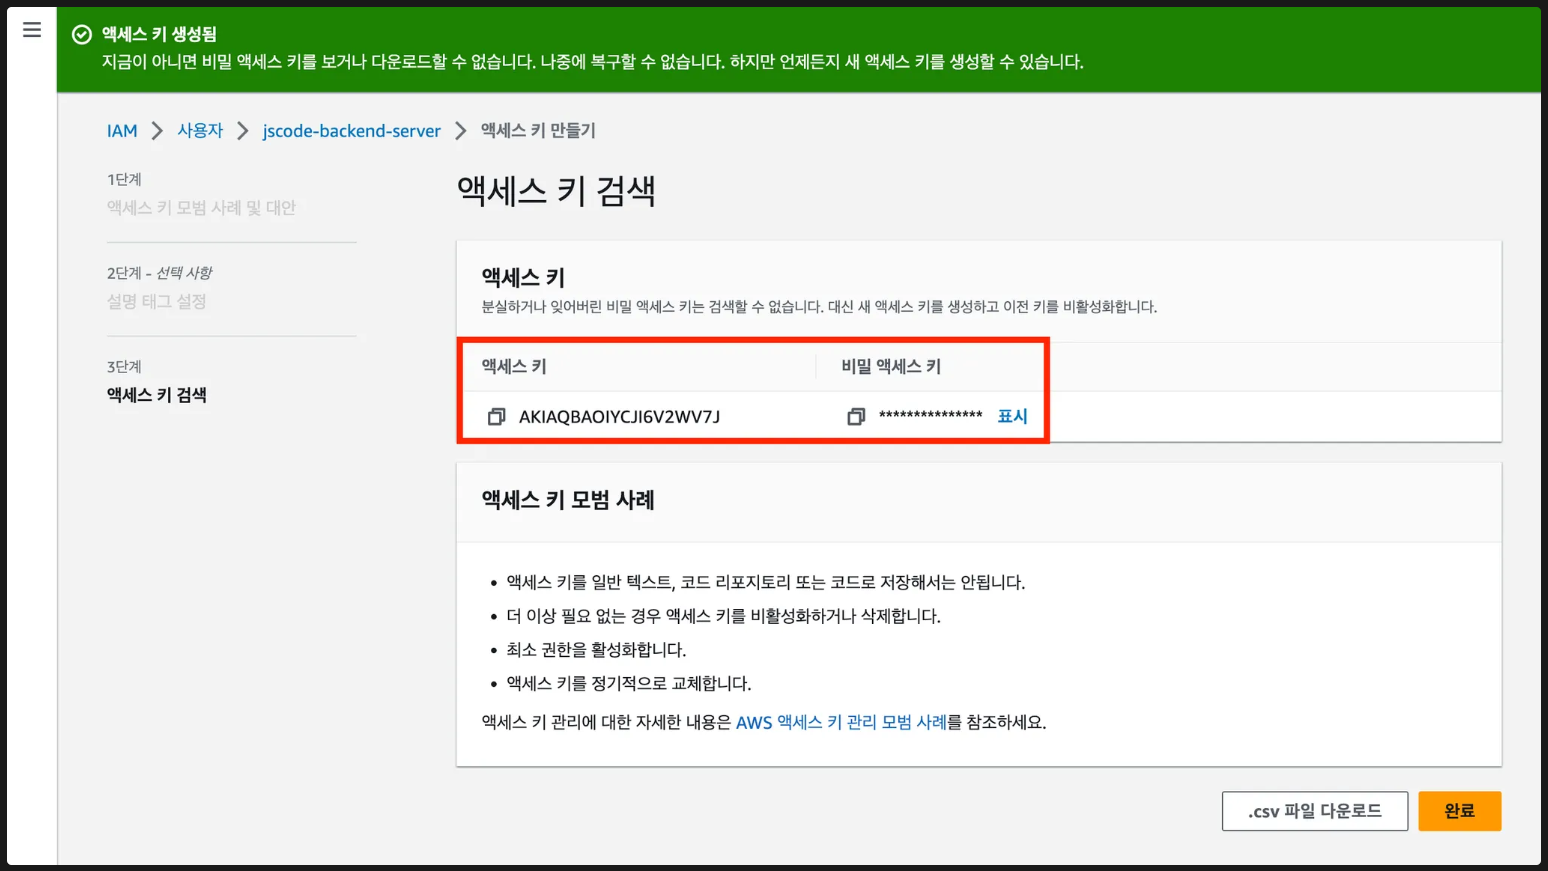 액세스 키 생성됨
지금이 아니면 비밀 액세스 키를 보거나 다운로드할 수 없습니다. 나중에 복구할 수 없습니다. 하지만 언제든지 새 액세스 키를 생성할 수 있습니다.
IAM > 사용자 > jscode-backend-server > 액세스 키 만들기
1단계
액세스 키 모범 사례 및 대안
2단계 - 선택 사항
설명 태그 설정
3단계
액세스 키 검색
액세스 키 검색
액세스 키
분실하거나 잊어버린 비밀 액세스 키는 검색할 수 없습니다. 대신 새 액세스 키를 생성하고 이전 키를 비활성화합니다.
액세스 키 비밀 액세스 키
AKIAQBAOIYCJI6V2WV7J *************** 표시
액세스 키 모범 사례
• 액세스 키를 일반 텍스트, 코드 리포지토리 또는 코드로 저장해서는 안됩니다.
• 더 이상 필요 없는 경우 액세스 키를 비활성화하거나 삭제합니다.
• 최소 권한을 활성화합니다.
• 액세스 키를 정기적으로 교체합니다.
액세스 키 관리에 대한 자세한 내용은 AWS 액세스 키 관리 모범 사례를 참조하세요.
.csv 파일 다운로드 완료